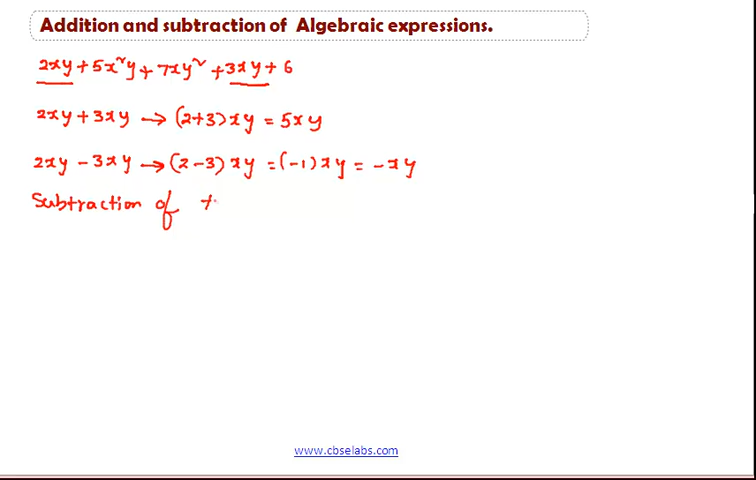 Addition and subtraction of Algebraic expressions.
2xy + 5x²y + 7xy² + 3xy + 6
2xy + 3xy → (2+3)xy = 5xy
2xy - 3xy → (2-3)xy = (-1)xy = -xy
Subtraction of
www.cbselabs.com